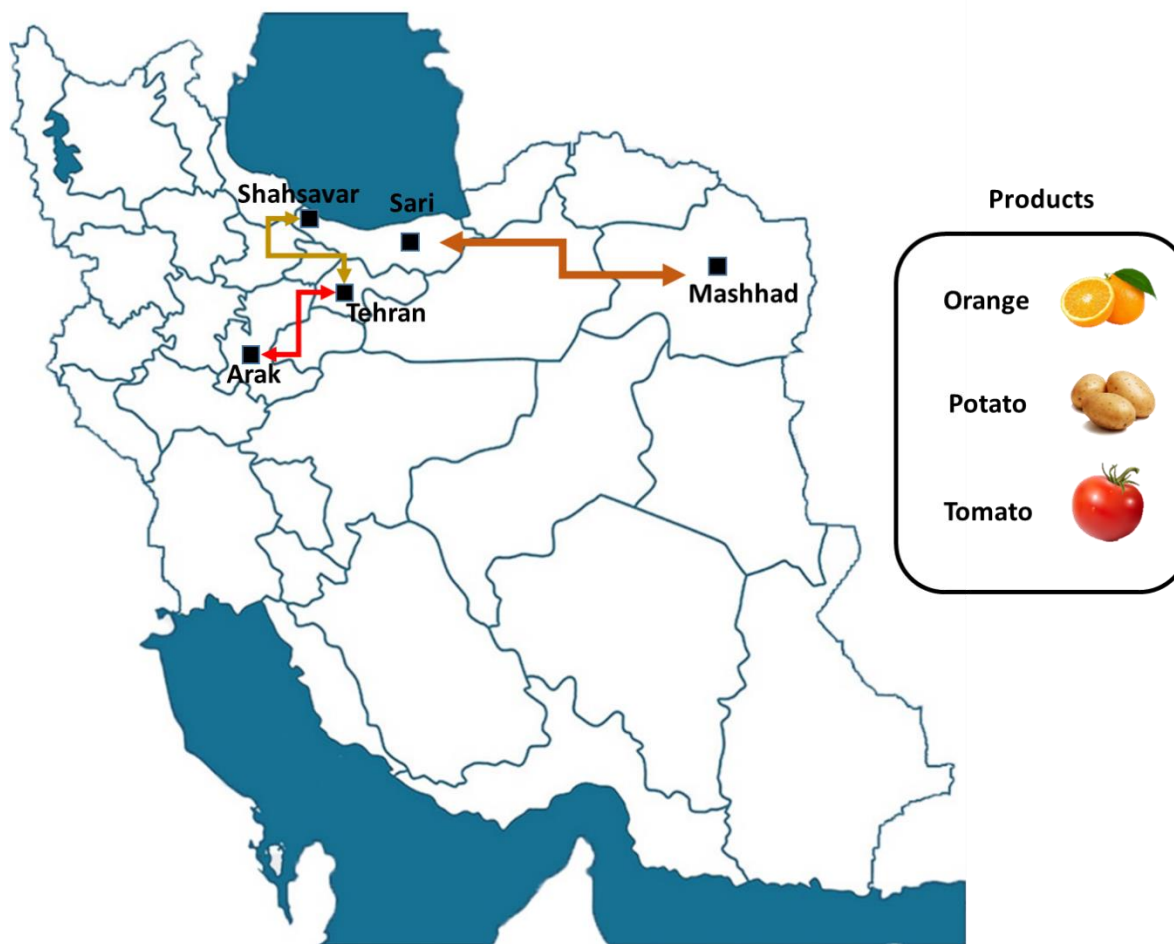 Shahsavar
Sari
Mashhad
Tehran
Arak
Products
Orange
Potato
Tomato